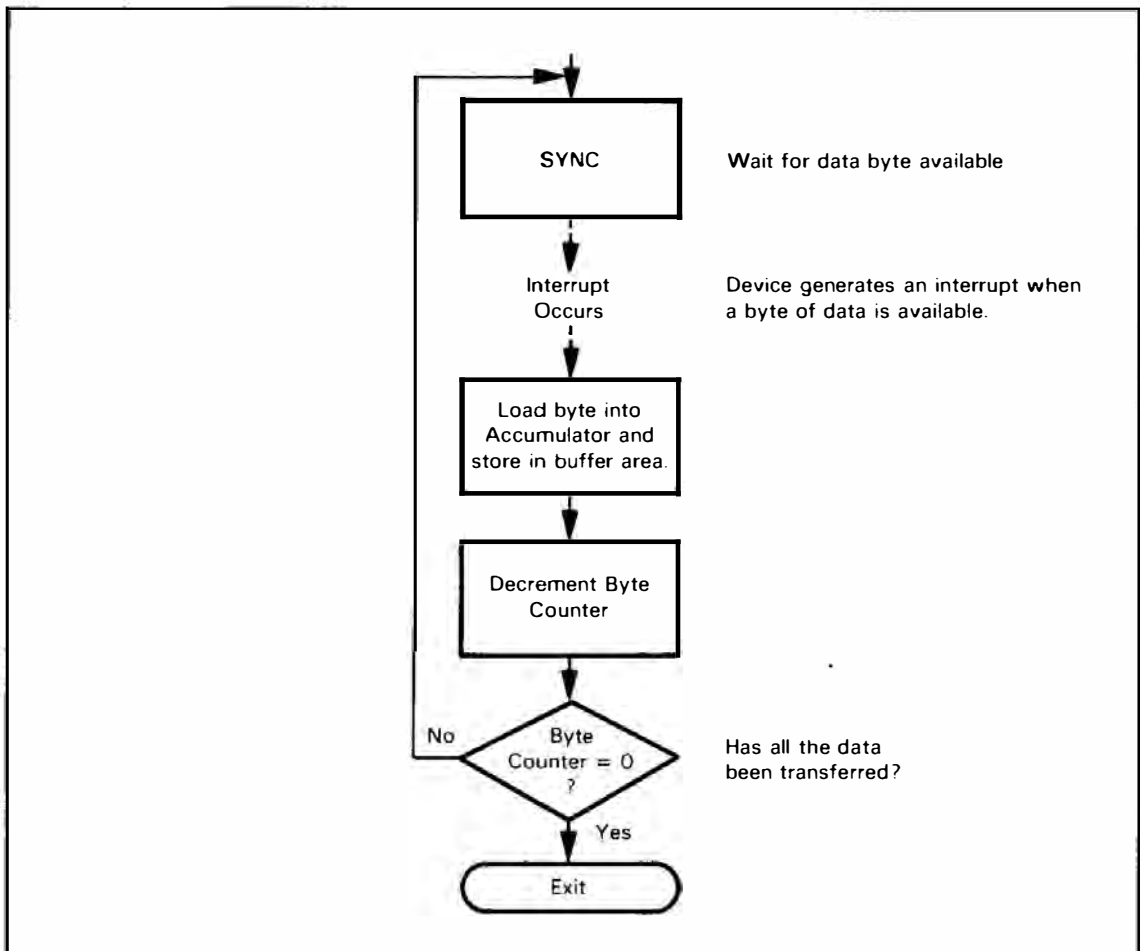 SYNC
Wait for data byte available
Interrupt
Occurs
Device generates an interrupt when
a byte of data is available.
Load byte into
Accumulator and
store in buffer area.
Decrement Byte
Counter
No
Byte
Counter = 0
?
Has all the data
been transferred?
Yes
Exit